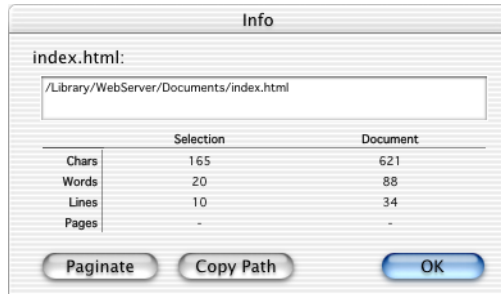 Info
index.html:
/Library/WebServer/Documents/index.html
Selection Document
Chars 165 621
Words 20 88
Lines 10 34
Pages - -
Paginate Copy Path OK